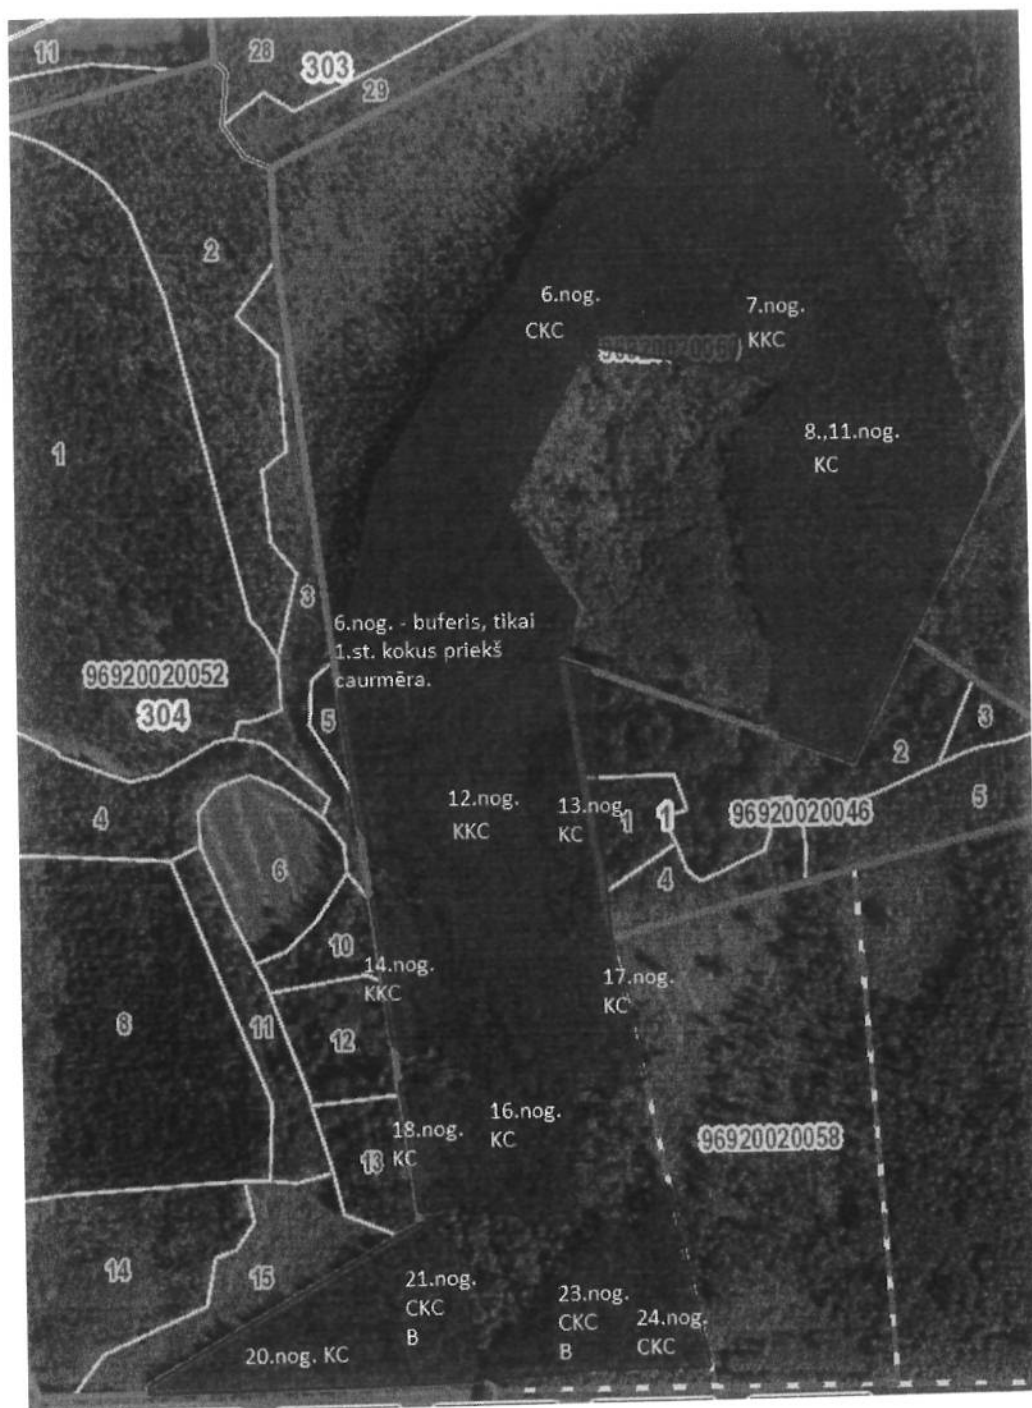 11
28
303
29
2
6.nog.
CKC
7.nog.
KKC
8.,11.nog.
KC
1
3
6.nog. - buferis, tikai
1.st. kokus priekš
caurmēra.
96920020052
304
5
3
2
5
4
12.nog.
KKC
13.nog.
KC
1
1
96920020046
6
4
10
14.nog.
KKC
17.nog.
KC
8
11
12
16.nog.
KC
18.nog.
KC
13
96920020058
14
15
21.nog.
CKC
B
23.nog.
CKC
B
24.nog.
CKC
20.nog. KC